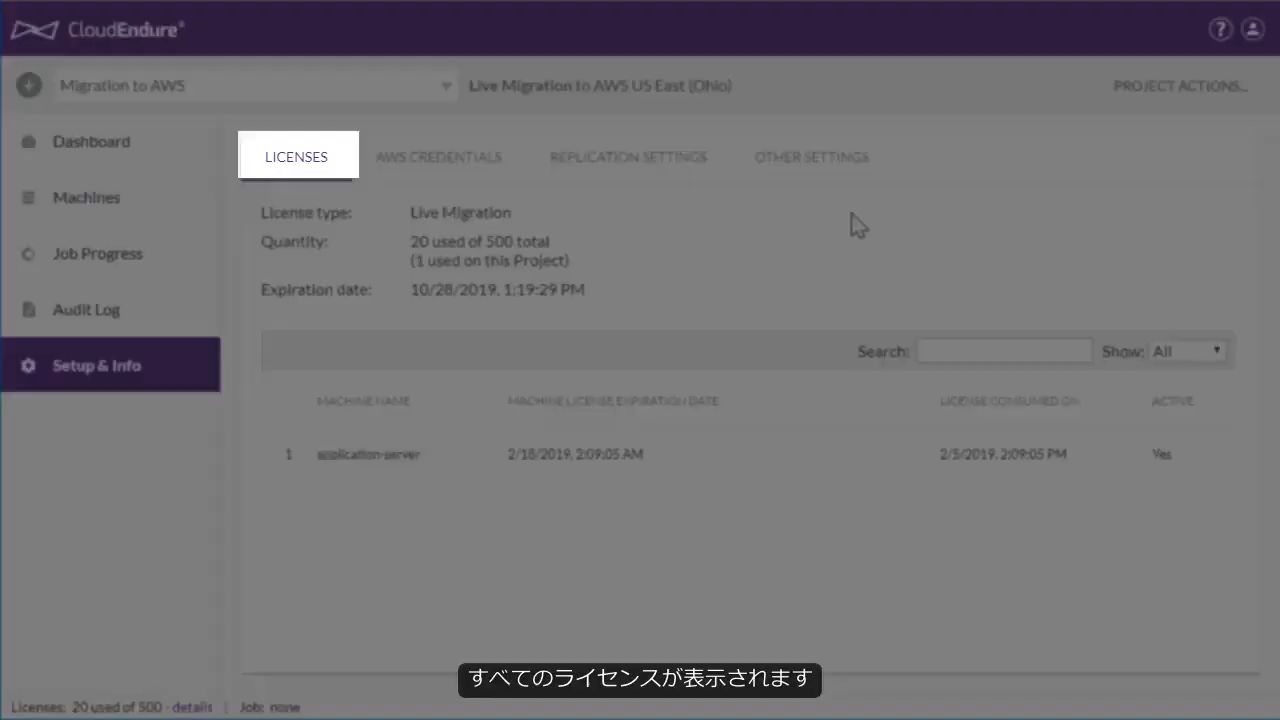 CloudEndure
Migration to AWS
Live Migration to AWS US East (Ohio)
PROJECT ACTIONS...
Dashboard
Machines
Job Progress
Audit Log
Setup & Info
LICENSES
AWS CREDENTIALS
REPLICATION SETTINGS
OTHER SETTINGS
License type: Live Migration
Quantity: 20 used of 500 total
(1 used on this Project)
Expiration date: 10/28/2019, 1:19:29 PM
Search: Show: All
MACHINE NAME MACHINE LICENSE EXPIRATION DATE LICENSE CONSUMED ON ACTIVE
1 application-server 2/18/2019, 2:09:05 AM 2/5/2019, 2:09:05 PM Yes
すべてのライセンスが表示されます
Licenses: 20 used of 500 - details | Job: none